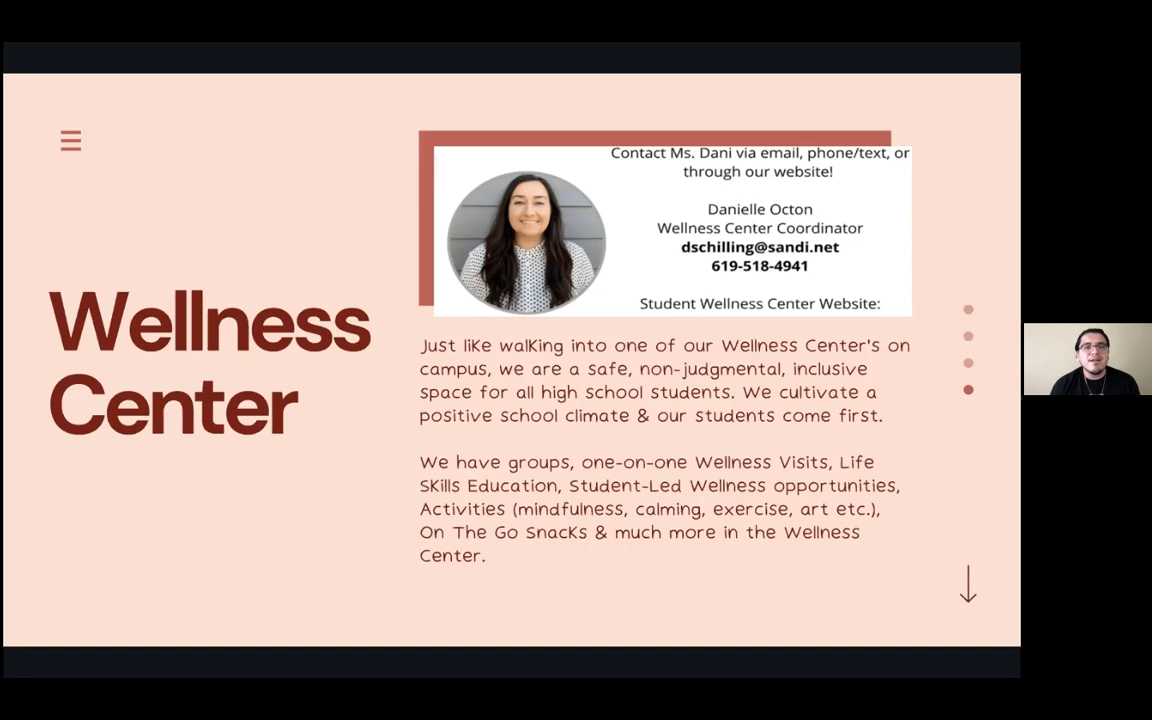 Wellness
Center
Contact Ms. Dani via email, phone/text, or
through our website!
Danielle Octon
Wellness Center Coordinator
dschilling@sandi.net
619-518-4941
Student Wellness Center Website:
Just like walking into one of our Wellness Center's on
campus, we are a safe, non-judgmental, inclusive
space for all high school students. We cultivate a
positive school climate & our students come first.
We have groups, one-on-one Wellness Visits, Life
Skills Education, Student-Led Wellness opportunities,
Activities (mindfulness, calming, exercise, art etc.),
On The Go Snacks & much more in the Wellness
Center.